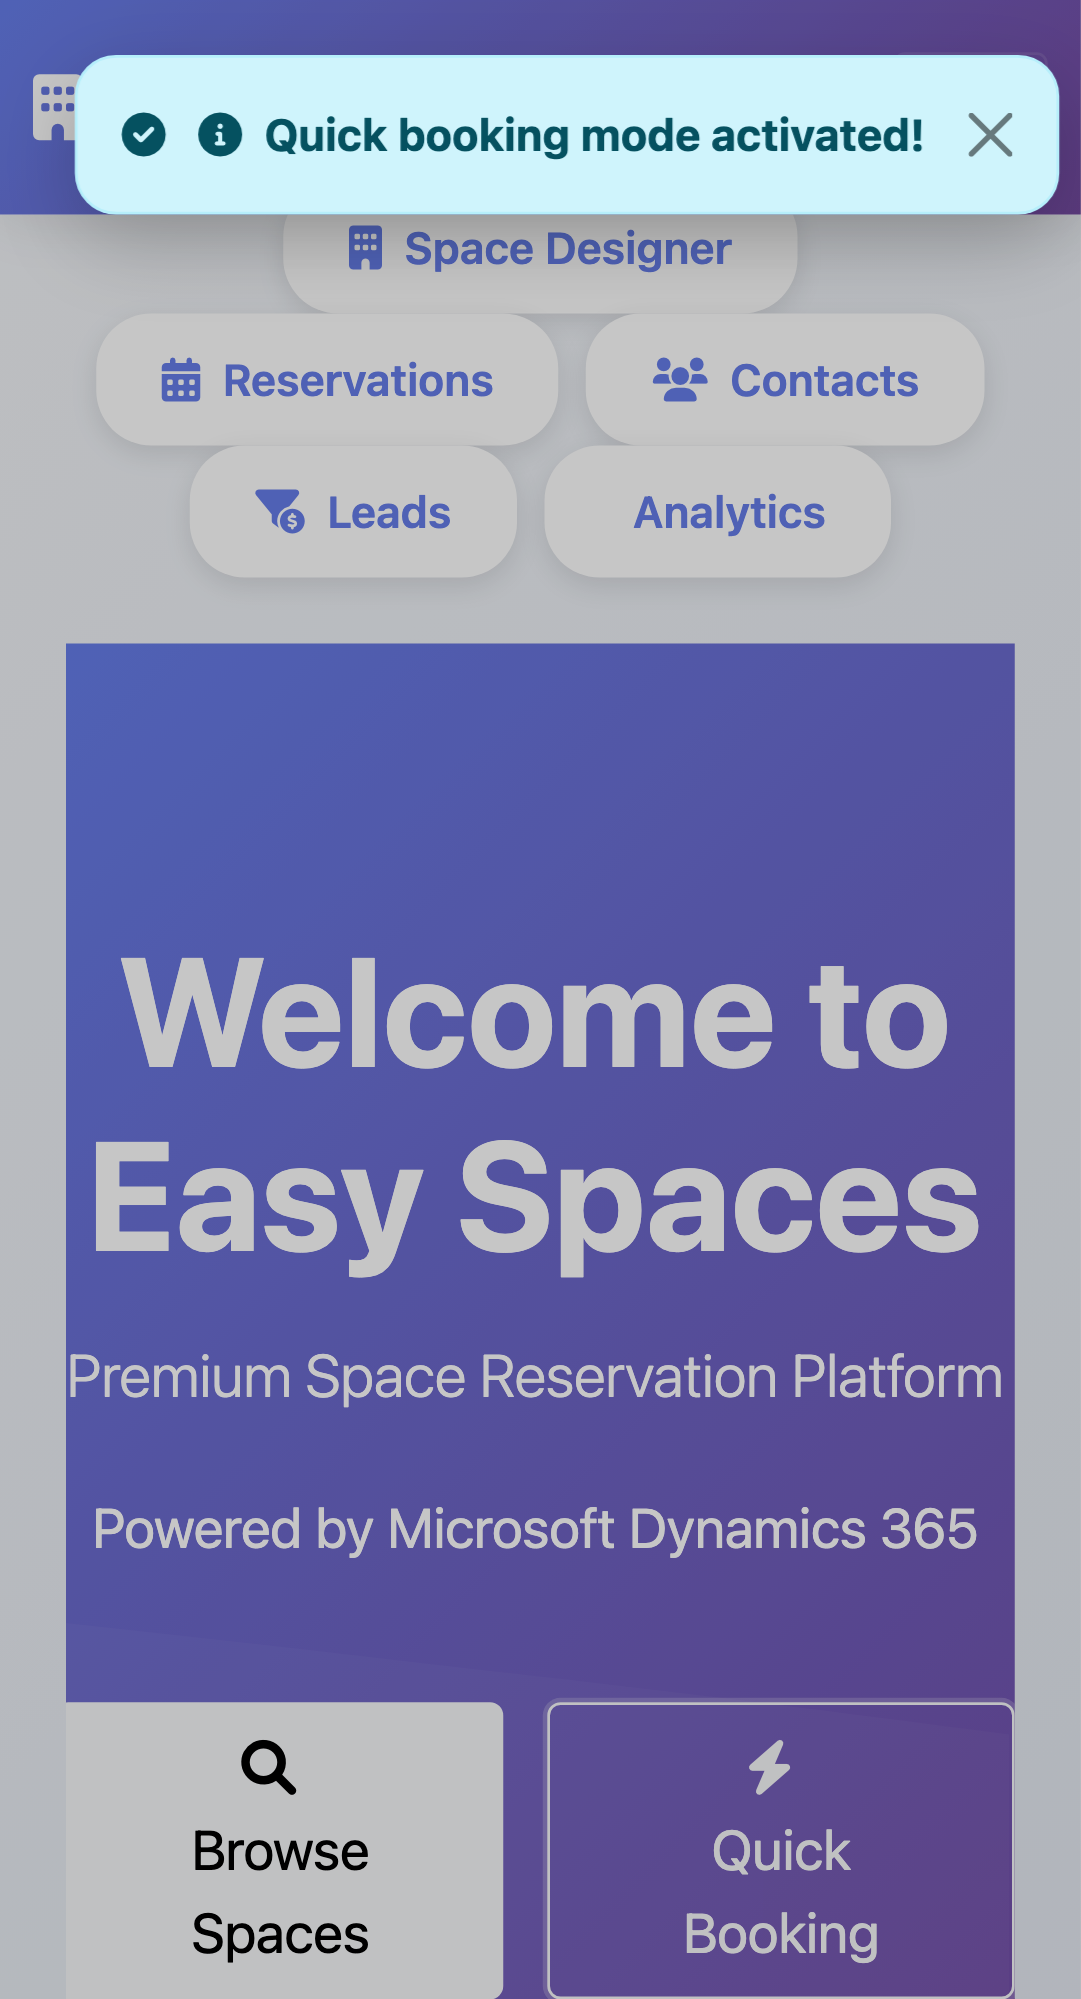 Quick booking mode activated!
Space Designer
Reservations
Contacts
Leads
Analytics
Welcome to
Easy Spaces
Premium Space Reservation Platform
Powered by Microsoft Dynamics 365
Browse
Spaces
Quick
Booking